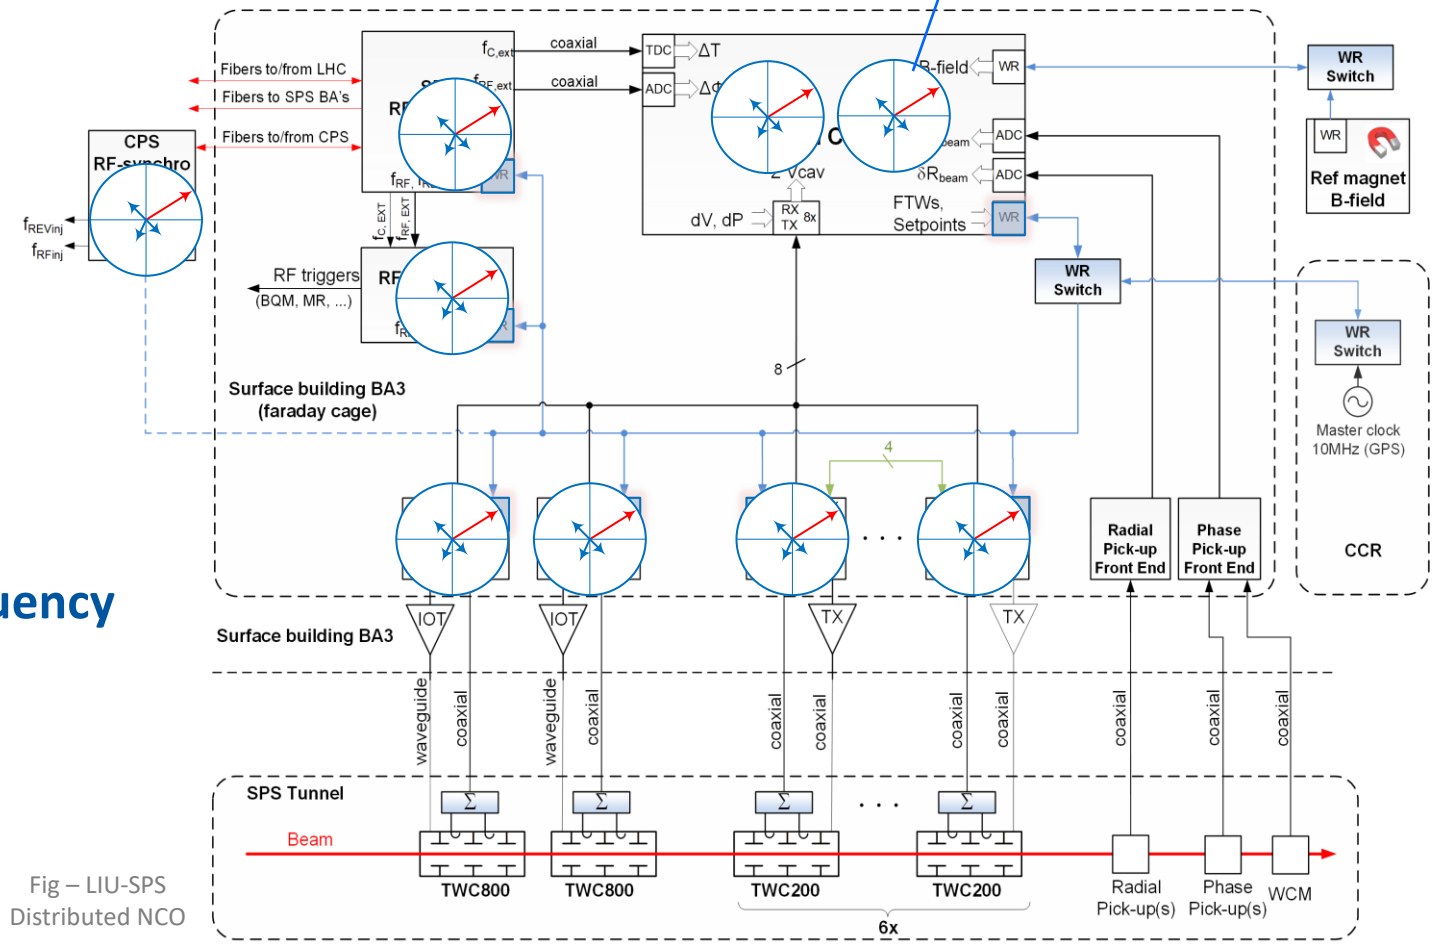 Fibers to/from LHC
Fibers to SPS BA's
Fibers to/from CPS
CPS
RF-synchro
fREVinj
fRFinj
fC,ext
coaxial
fRF,ext
coaxial
fRF,
fC, EXT
fRF, EXT
RF triggers
(BQM, MR, ...)
TDC
ΔT
ADC
B-field
WR
ADC
beam
δRbeam
ADC
FTWs,
Setpoints
WR
Vcav
dV, dP
RX
TX
8x
WR
Switch
WR
Ref magnet
B-field
WR
Switch
WR
Switch
Master clock
10MHz (GPS)
CCR
8
4
Surface building BA3
(faraday cage)
. . .
Radial
Pick-up
Front End
Phase
Pick-up
Front End
uency
Surface building BA3
IOT
IOT
TX
TX
waveguide
coaxial
waveguide
coaxial
coaxial
coaxial
coaxial
coaxial
coaxial
coaxial
coaxial
SPS Tunnel
Σ
Σ
Σ
. . .
Σ
Beam
TWC800
TWC800
TWC200
TWC200
6x
Radial
Pick-up(s)
Phase
Pick-up(s)
WCM
Fig – LIU-SPS
Distributed NCO